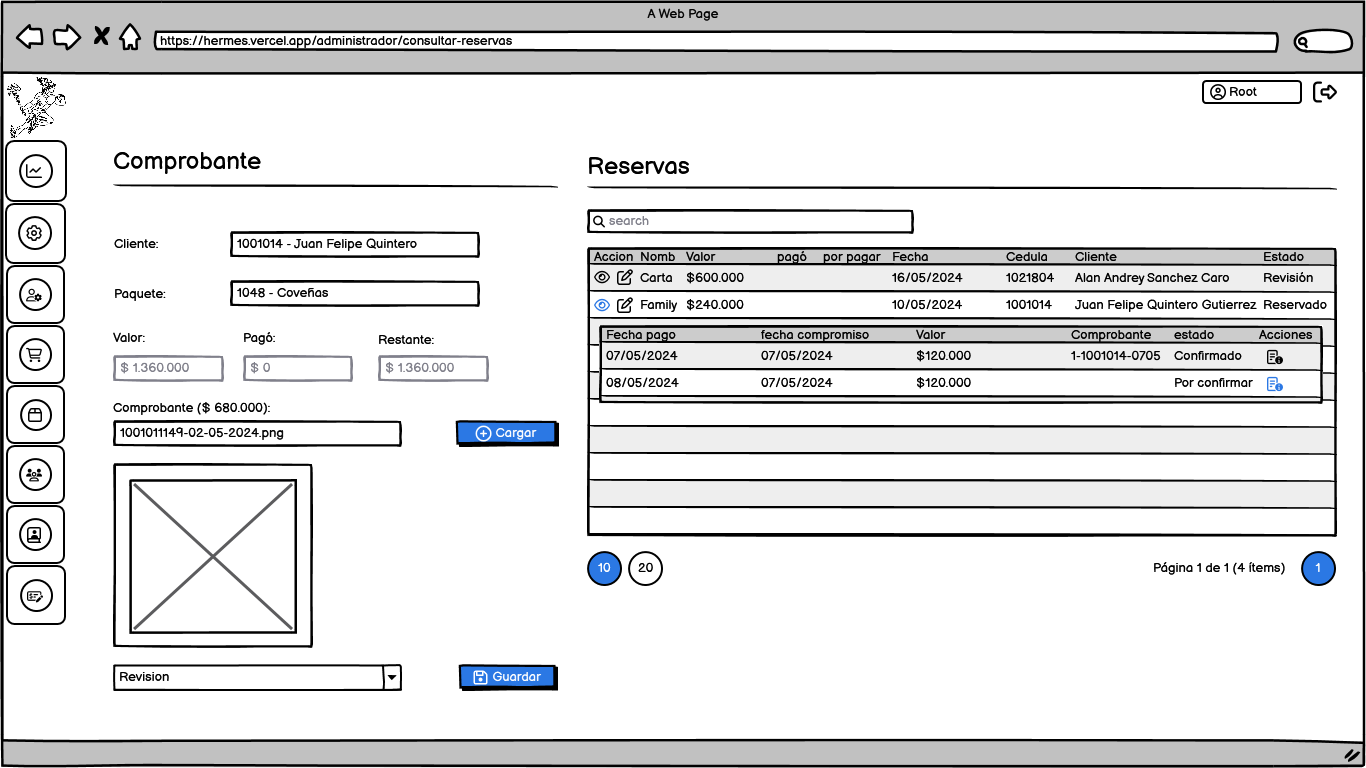 A Web Page
https://hermes.vercel.app/administrador/consultar-reservas
Root
Comprobante
Cliente: 1001014 - Juan Felipe Quintero
Paquete: 1048 - Coveñas
Valor: Pagó: Restante:
$ 1.360.000 $ 0 $ 1.360.000
Comprobante ($ 680.000):
1001011149-02-05-2024.png Cargar
Revision Guardar
Reservas
search
Accion Nomb Valor pagó por pagar Fecha Cedula Cliente Estado
Carta $600.000 16/05/2024 1021804 Alan Andrey Sanchez Caro Revisión
Family $240.000 10/05/2024 1001014 Juan Felipe Quintero Gutierrez Reservado
Fecha pago fecha compromiso Valor Comprobante estado Acciones
07/05/2024 07/05/2024 $120.000 1-1001014-0705 Confirmado
08/05/2024 07/05/2024 $120.000 Por confirmar
10 20 Página 1 de 1 (4 ítems) 1